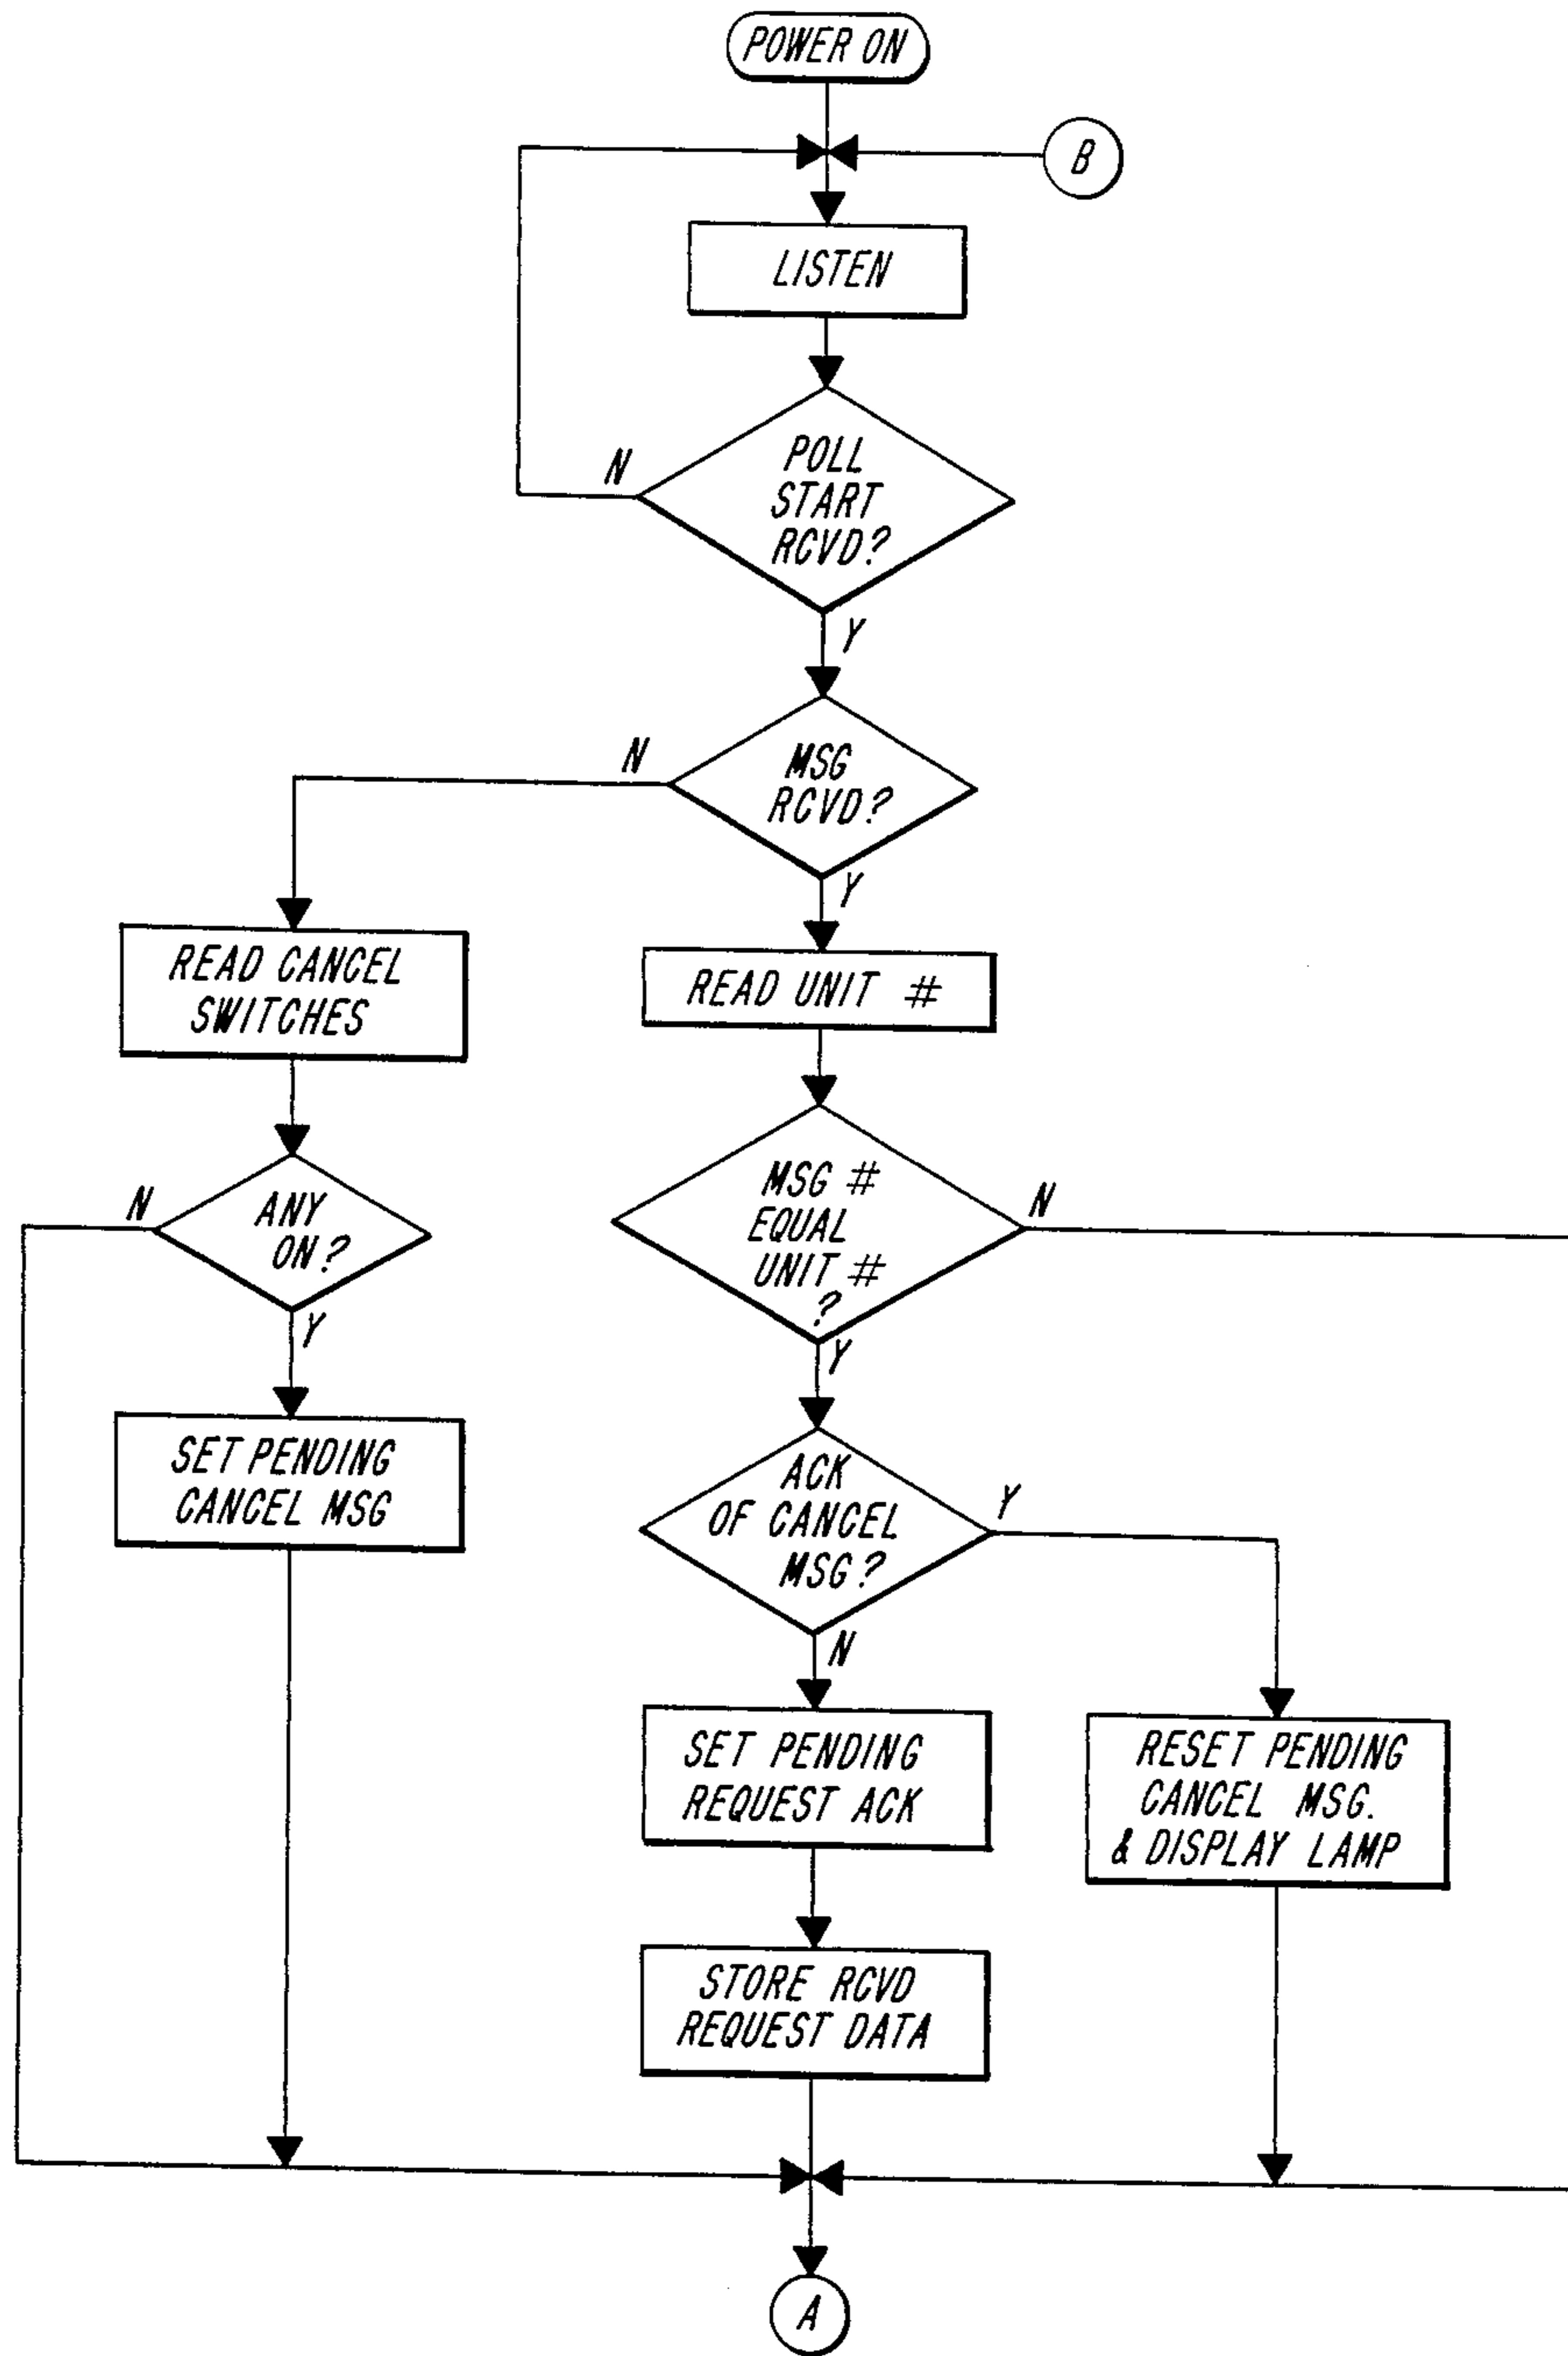 POWER ON
B
LISTEN
POLL
START
RCVD?
N
Y
MSG
RCVD?
N
Y
READ CANCEL
SWITCHES
READ UNIT #
ANY
ON?
N
Y
MSG #
EQUAL
UNIT #
?
N
Y
SET PENDING
CANCEL MSG
ACK
OF CANCEL
MSG?
Y
N
SET PENDING
REQUEST ACK
RESET PENDING
CANCEL MSG.
& DISPLAY LAMP
STORE RCVD
REQUEST DATA
A